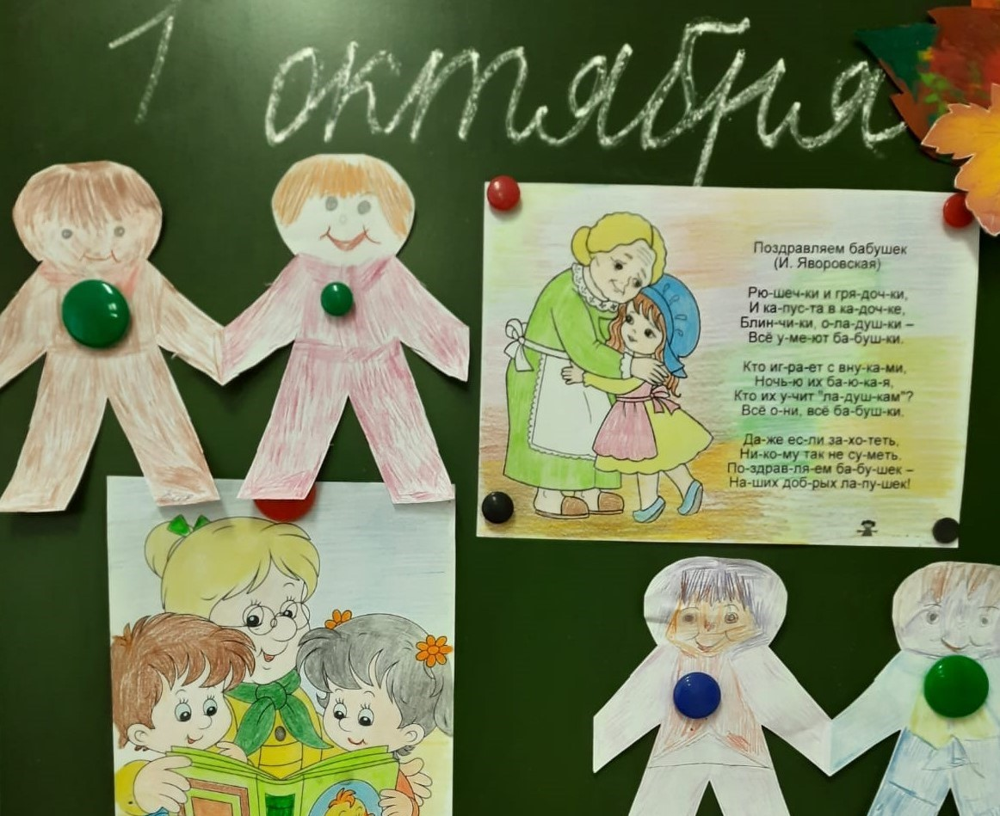 1 октября
Поздравляем бабушек
(И. Яворовская)
Рю-шеч-ки и гря-доч-ки,
И ка-пус-та в ка-доч-ке,
Блин-чи-ки, о-ла-душ-ки –
Всё у-ме-ют ба-буш-ки.
Кто иг-ра-ет с вну-ка-ми,
Ночь-ю их ба-ю-ка-я,
Кто их у-чит "ла-душ-кам"?
Всё о-ни, всё ба-буш-ки.
Да-же ес-ли за-хо-теть,
Ни-ко-му так не су-меть.
По-здрав-ля-ем ба-бу-шек –
На-ших доб-рых ла-пу-шек!